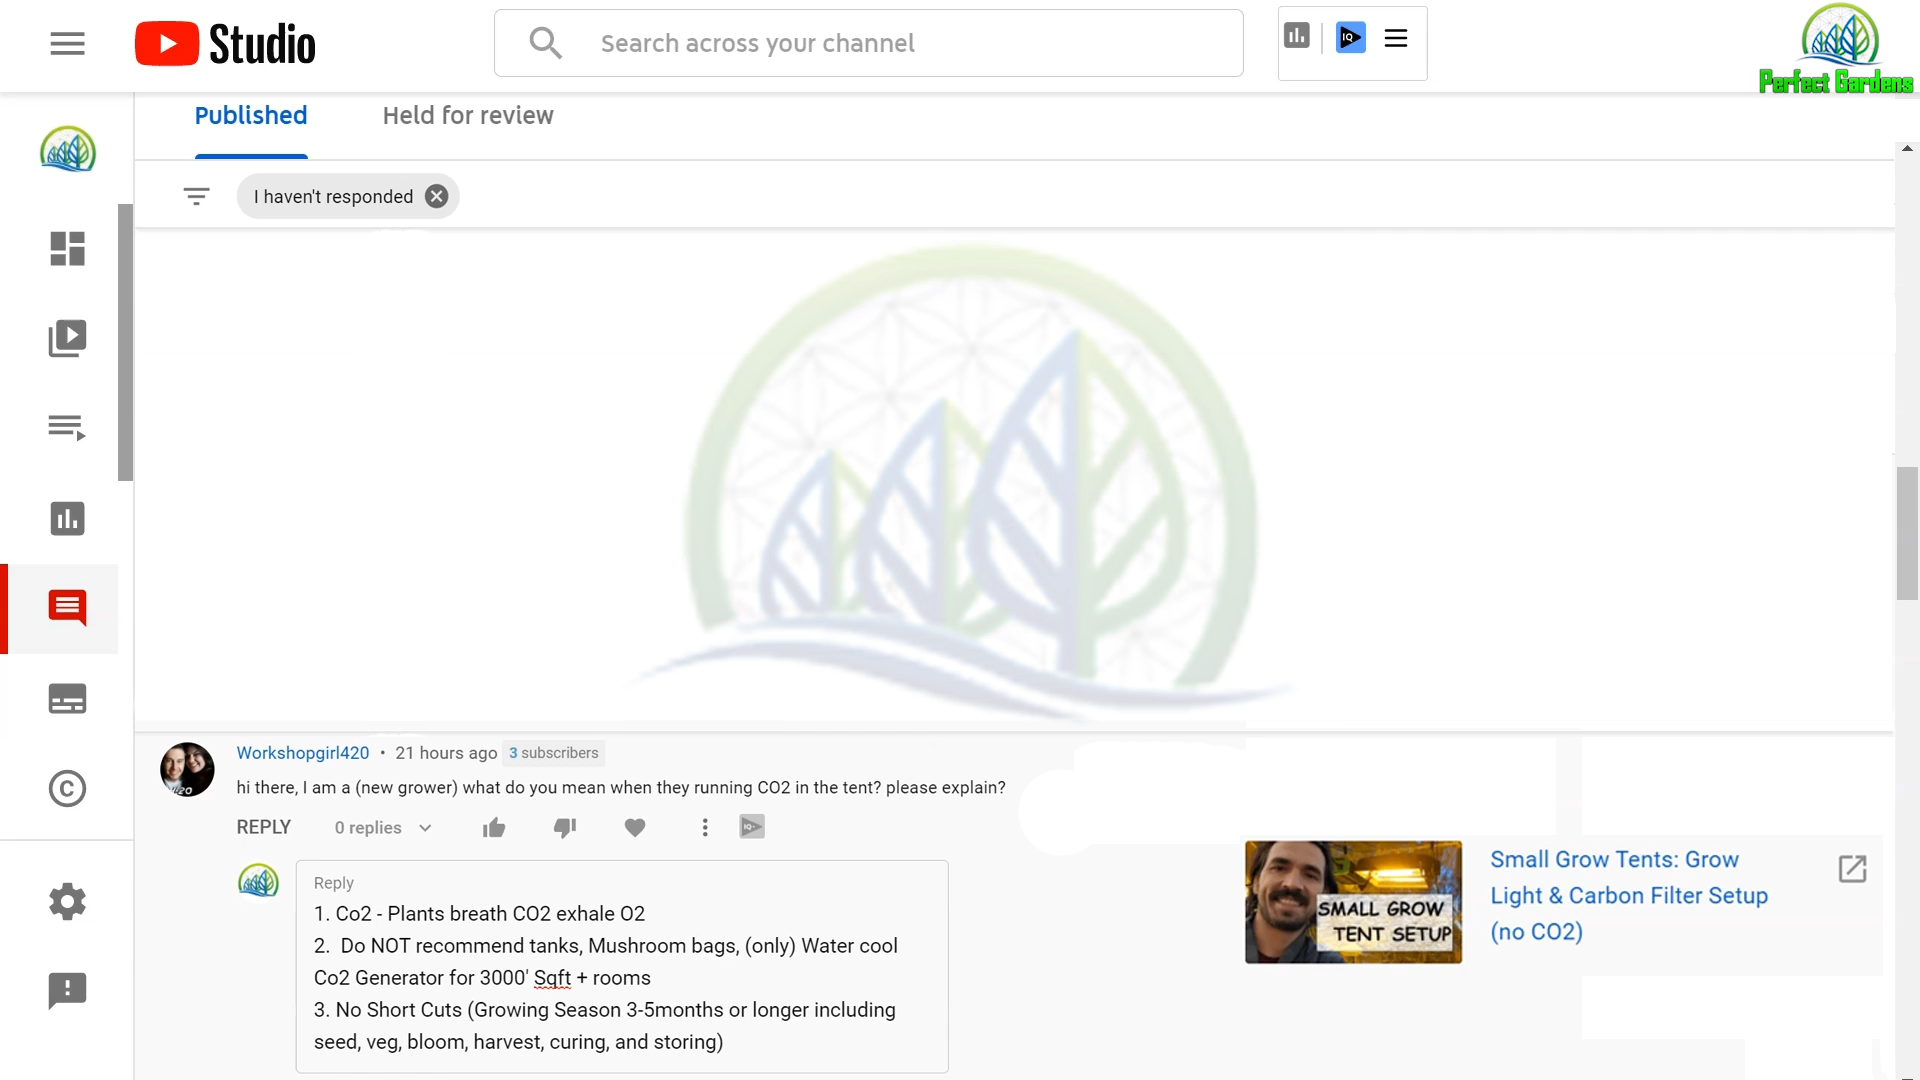 Studio
Search across your channel
IQ
Perfect Gardens
Published
Held for review
I haven't responded
Workshopgirl420 • 21 hours ago 3 subscribers
hi there, I am a (new grower) what do you mean when they running CO2 in the tent? please explain?
REPLY
0 replies
Reply
1. Co2 - Plants breath CO2 exhale O2
2.  Do NOT recommend tanks, Mushroom bags, (only) Water cool
Co2 Generator for 3000' Sqft + rooms
3. No Short Cuts (Growing Season 3-5months or longer including
seed, veg, bloom, harvest, curing, and storing)
SMALL GROW
TENT SETUP
Small Grow Tents: Grow
Light & Carbon Filter Setup
(no CO2)